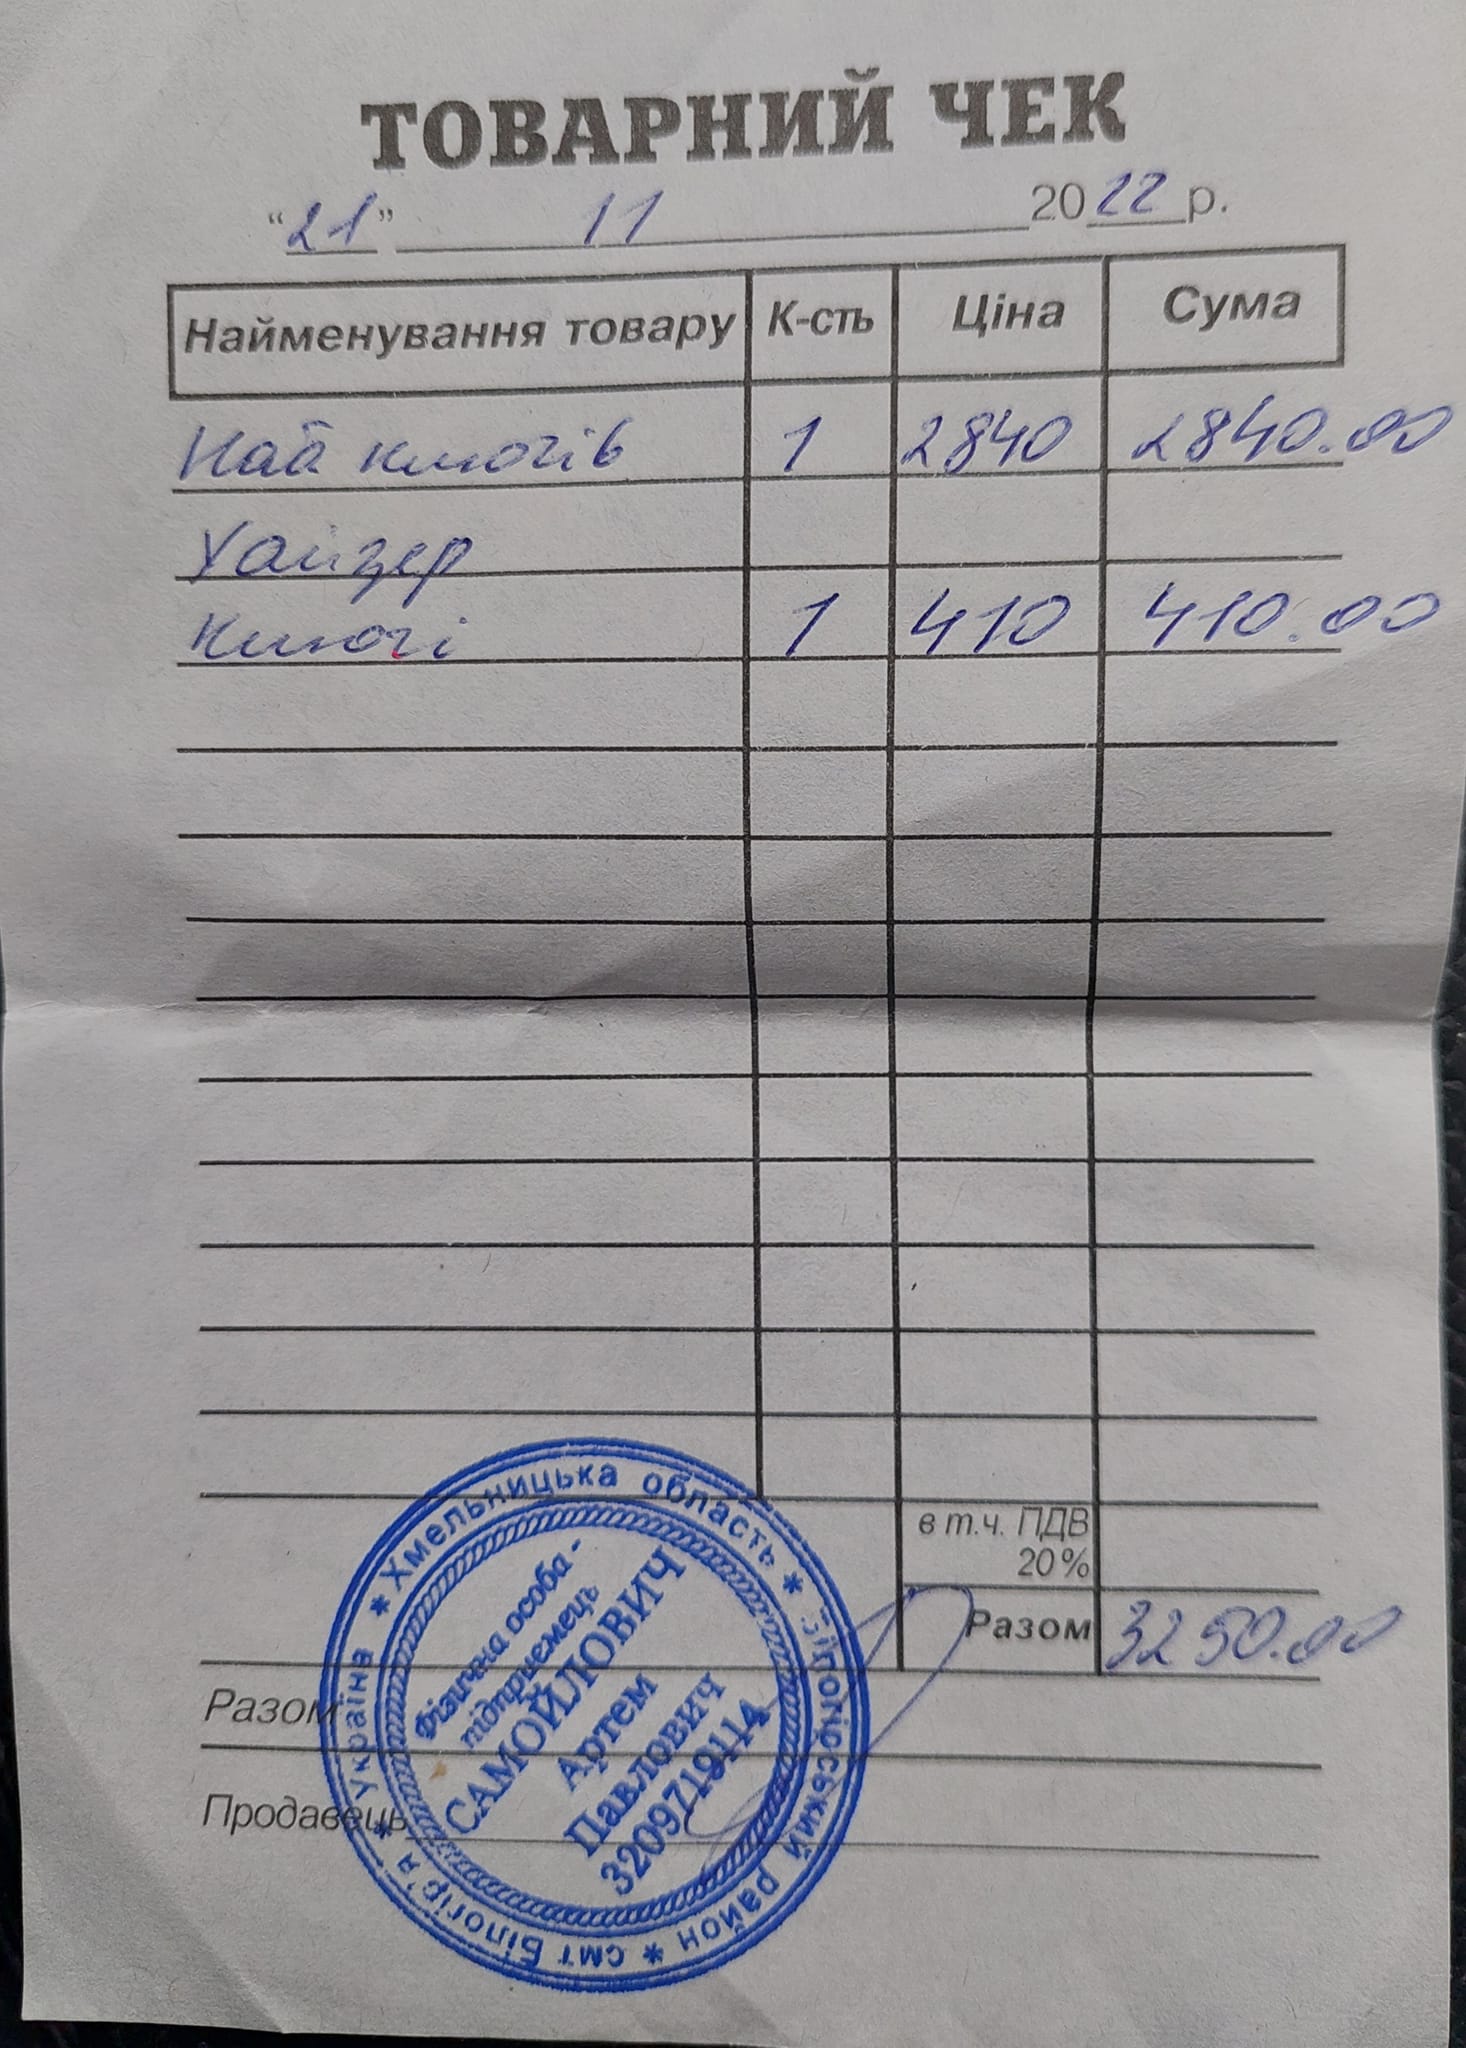 ТОВАРНИЙ ЧЕК
“21” 11 2022 р.
Найменування товару К-сть Ціна Сума
Наб ключів 1 2840 2840.00
Хайзер
Ключі 1 410 410.00
в т.ч. ПДВ
20%
Разом 3250.00
Разом
Продавець
* Україна * Хмельницька область * Білогірський район * смт Білогір'я
Фізична особа -
підприємець
САМОЙЛОВИЧ
Артем
Павлович
3209719114